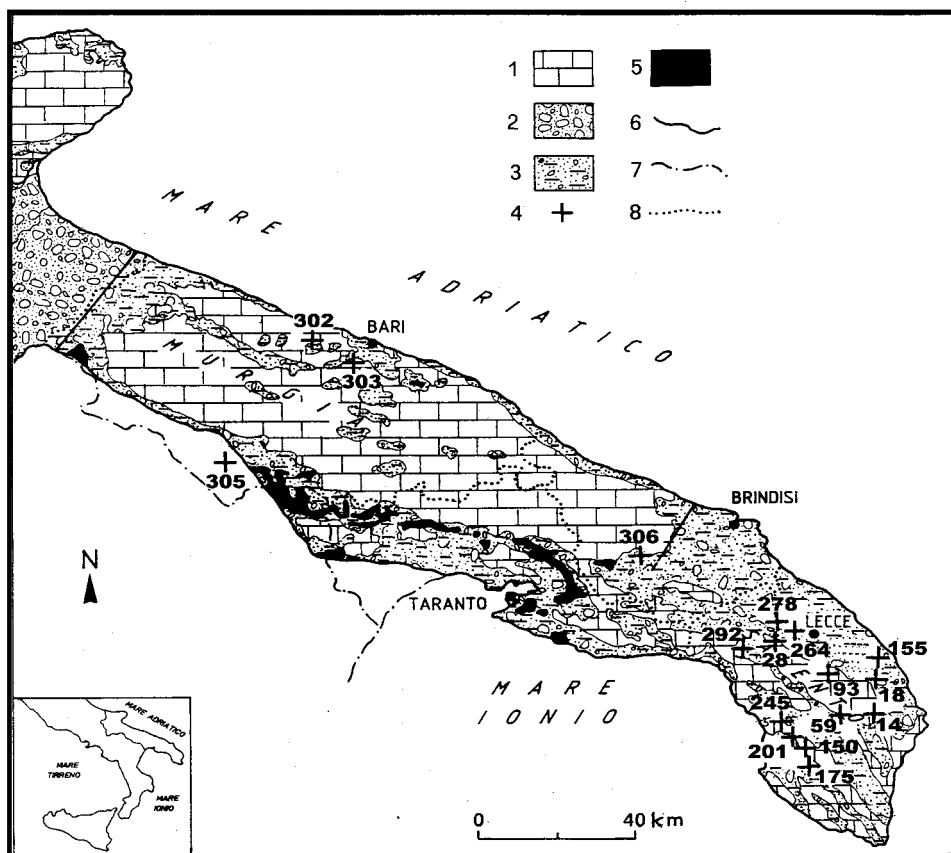 1
5
2
6
3
7
4
8
MARE
ADRIATICO
302
BARI
MURGIA
303
305
BRINDISI
306
N
TARANTO
278
LECCE
292
28
264
155
93
18
MARE
IONIO
245
59
14
201
150
175
0
40 km
MARE ADRIATICO
MARE
TIRRENO
MARE
IONIO